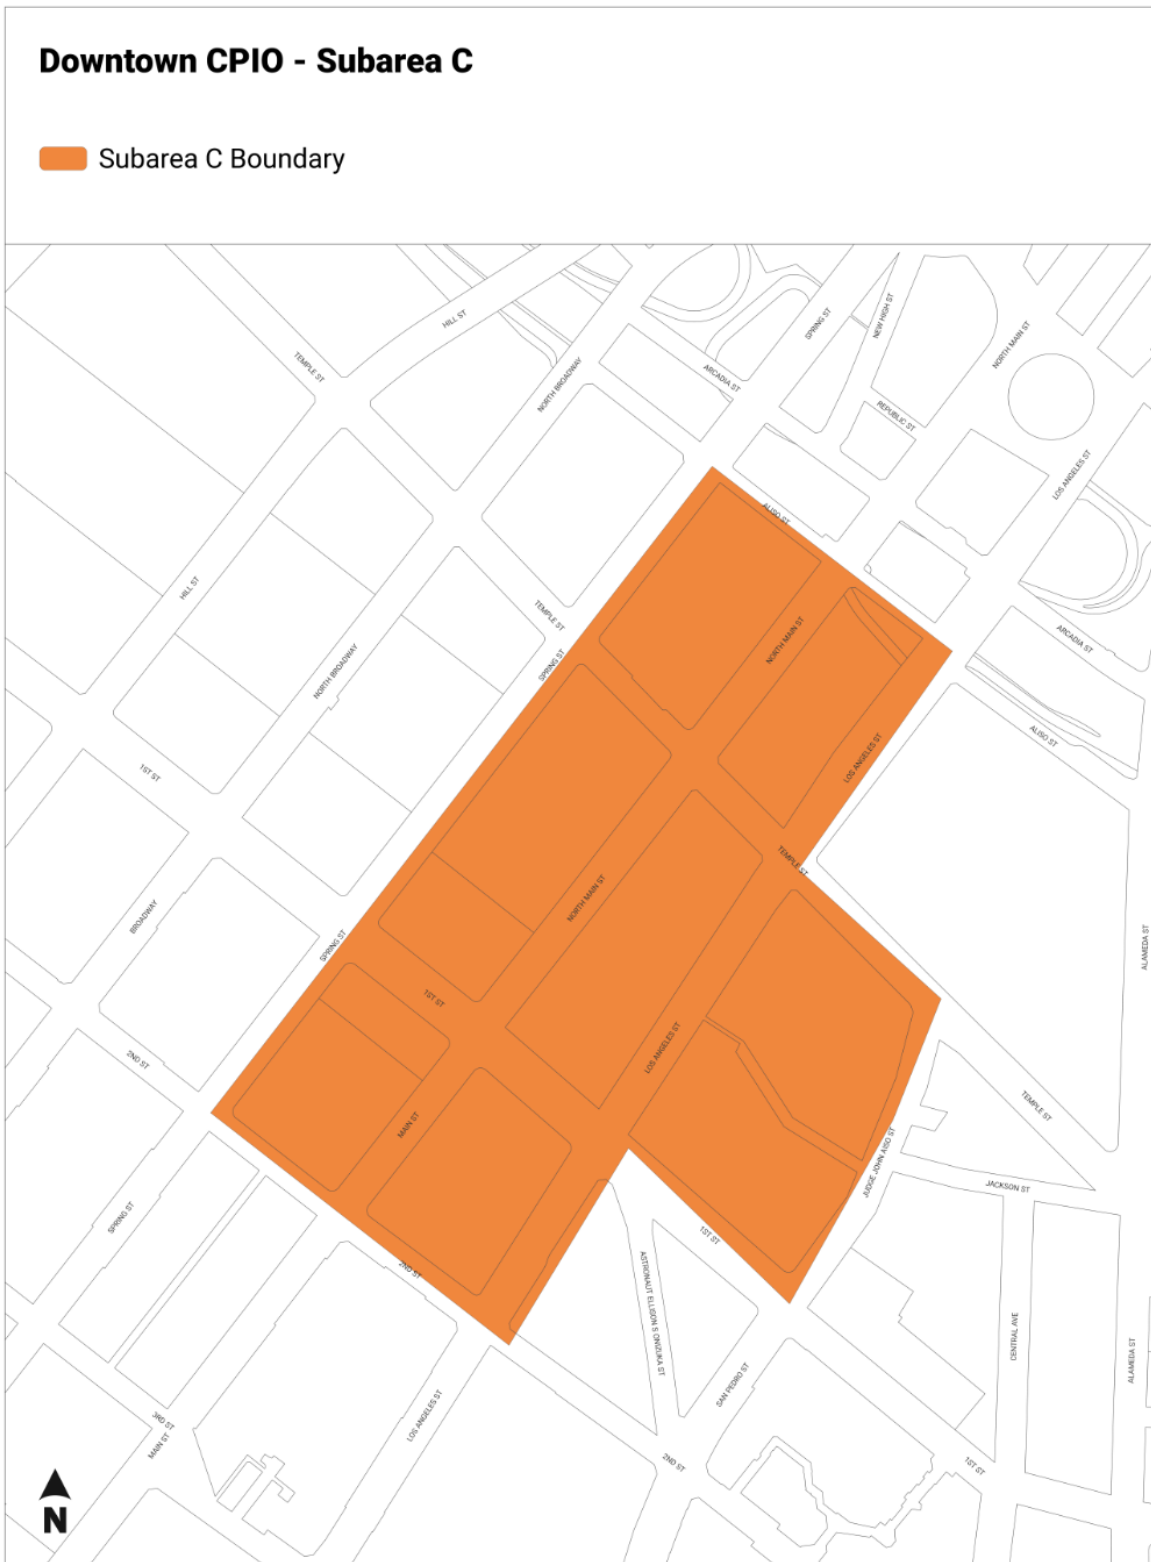 Downtown CPIO - Subarea C
Subarea C Boundary
HILL ST
TEMPLE ST
NORTH BROADWAY
ARCADIA ST
SPRING ST
NEW HIGH ST
NORTH MAIN ST
REPUBLIC ST
LOS ANGELES ST
ALISO ST
HILL ST
TEMPLE ST
SPRING ST
NORTH BROADWAY
NORTH MAIN ST
ARCADIA ST
ALISO ST
LOS ANGELES ST
1ST ST
TEMPLE ST
BROADWAY
NORTH MAIN ST
SPRING ST
ALAMEDA ST
1ST ST
LOS ANGELES ST
2ND ST
MAIN ST
TEMPLE ST
JUDGE JOHN AISO ST
JACKSON ST
SPRING ST
1ST ST
2ND ST
ASTRONAUT ELLISON S ONIZUKA ST
CENTRAL AVE
ALAMEDA ST
SAN PEDRO ST
LOS ANGELES ST
3RD ST
MAIN ST
2ND ST
1ST ST
N